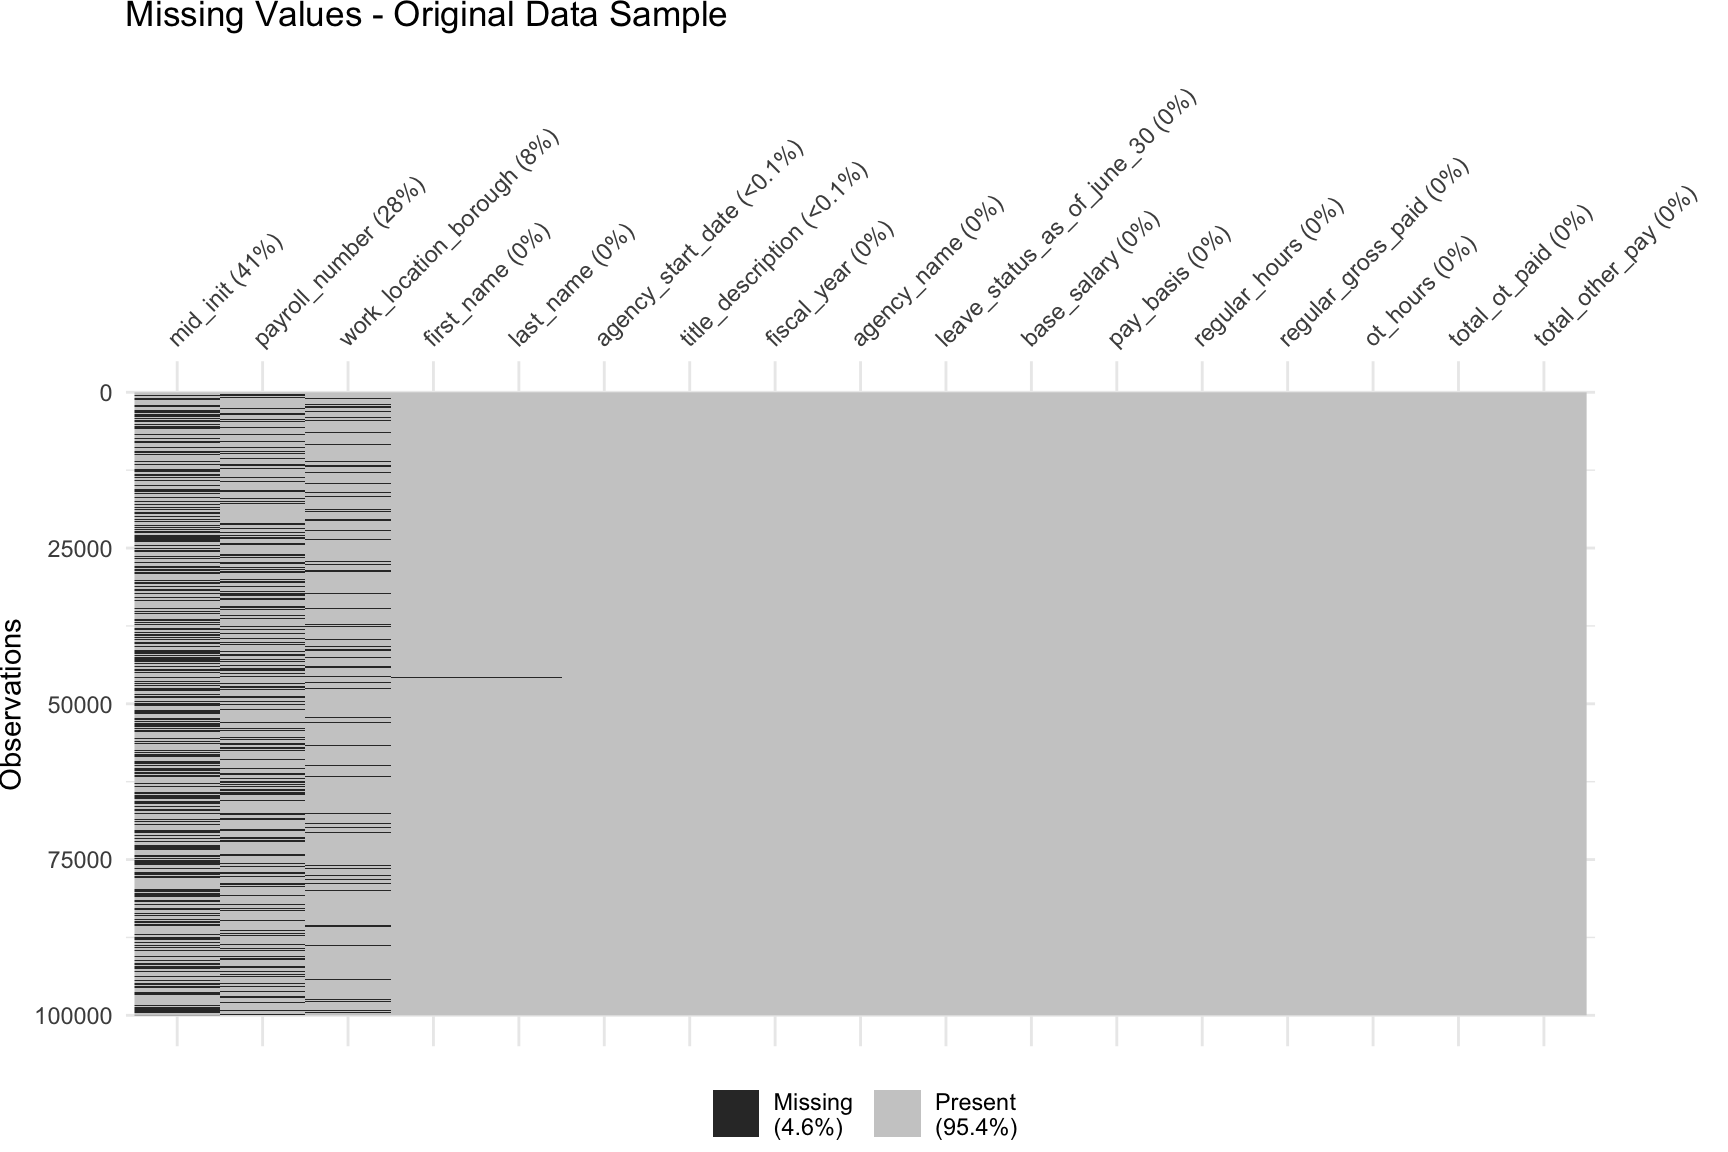 Missing Values - Original Data Sample
mid_init (41%)
payroll_number (28%)
work_location_borough (8%)
first_name (0%)
last_name (0%)
agency_start_date (<0.1%)
title_description (<0.1%)
fiscal_year (0%)
agency_name (0%)
leave_status_as_of_june_30 (0%)
base_salary (0%)
pay_basis (0%)
regular_hours (0%)
regular_gross_paid (0%)
ot_hours (0%)
total_ot_paid (0%)
total_other_pay (0%)
0
25000
50000
75000
100000
Observations
Missing
(4.6%)
Present
(95.4%)